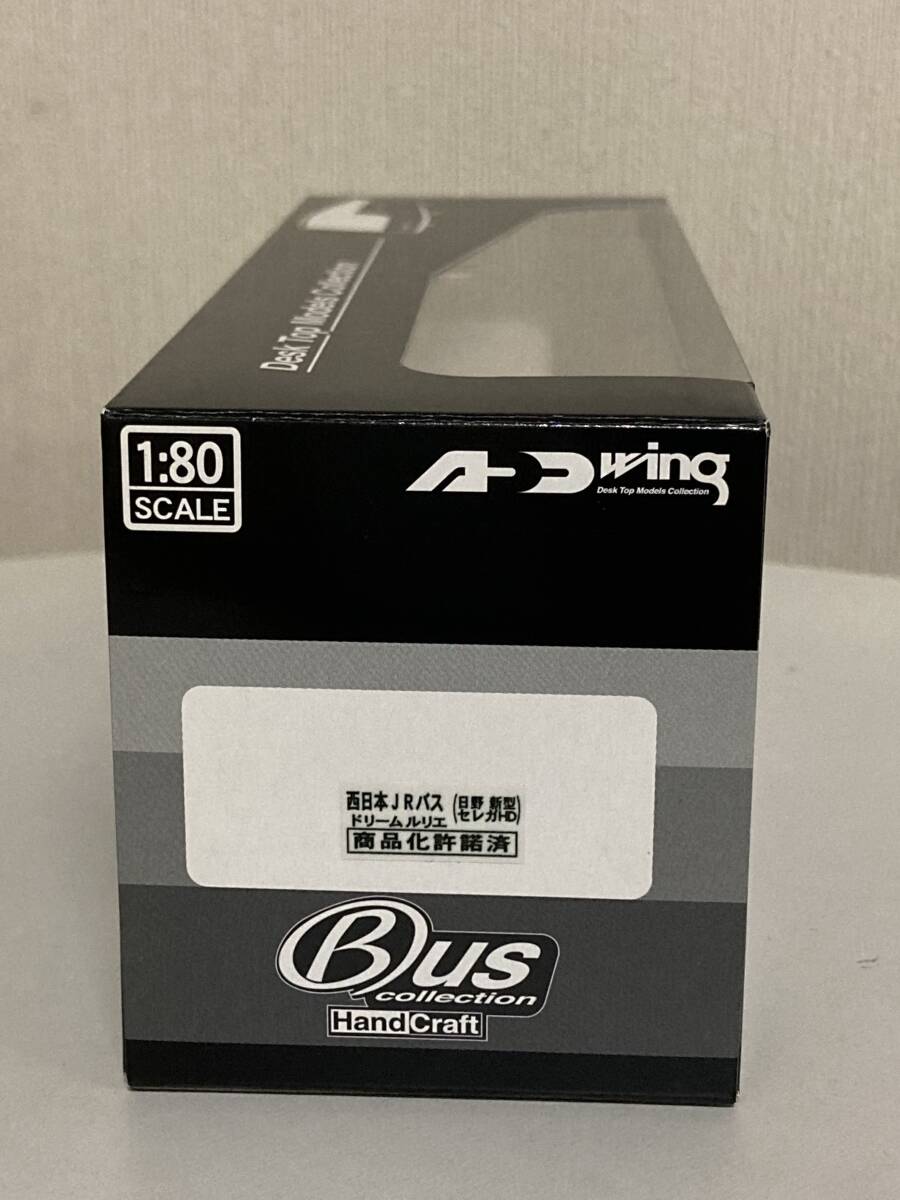 Desk Top Models Collection
1:80
SCALE
ADD wing
Desk Top Models Collection
西日本JRバス (日野 新型
ドリーム ルリエ セレガHD)
商品化許諾済
Bus
collection
HandCraft